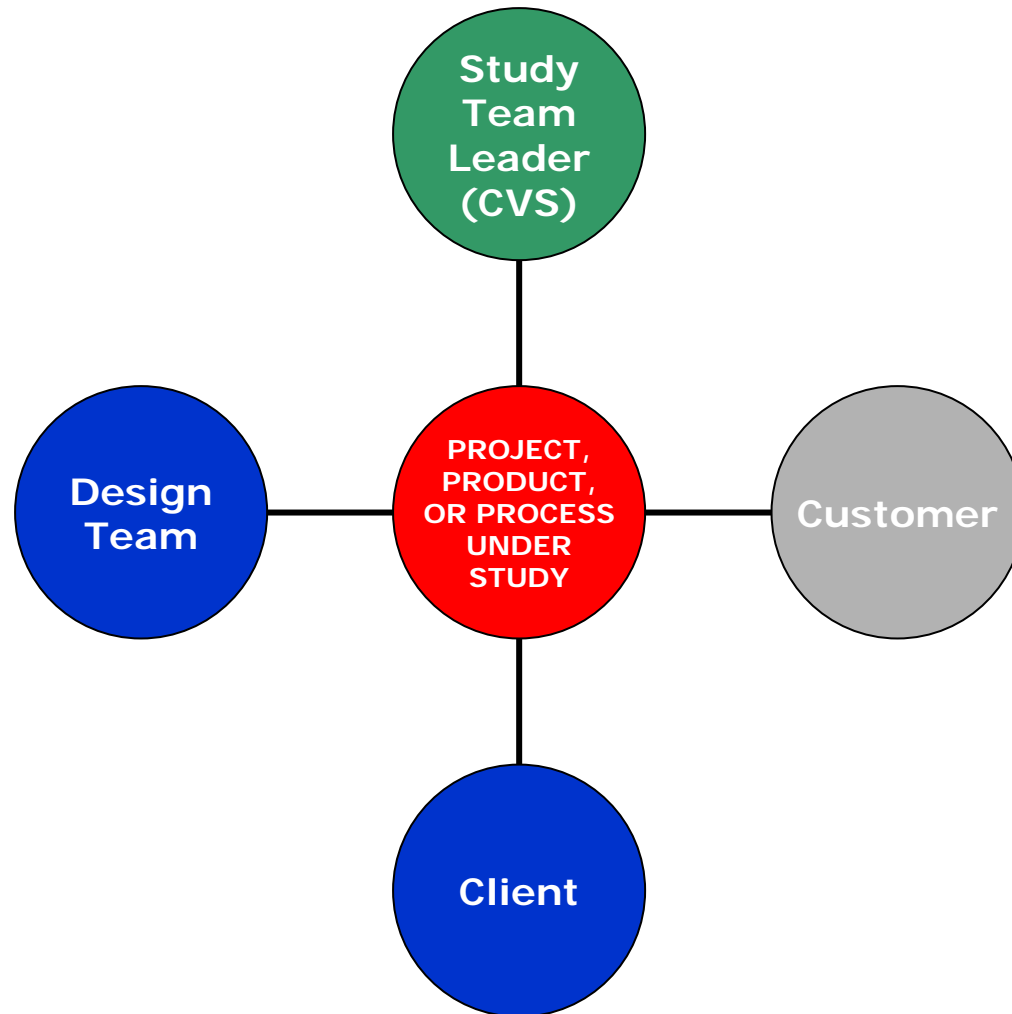 Study
Team
Leader
(CVS)
Design
Team
PROJECT,
PRODUCT,
OR PROCESS
UNDER
STUDY
Customer
Client